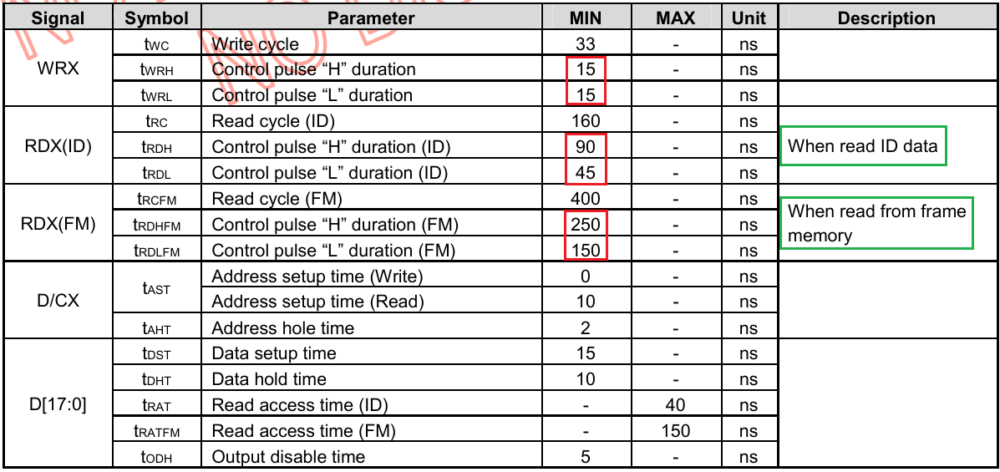 Signal Symbol Parameter MIN MAX Unit Description
WRX
tWC Write cycle 33 - ns
tWRH Control pulse “H” duration 15 - ns
tWRL Control pulse “L” duration 15 - ns
RDX(ID)
tRC Read cycle (ID) 160 - ns
tRDH Control pulse “H” duration (ID) 90 - ns
tRDL Control pulse “L” duration (ID) 45 - ns
When read ID data
RDX(FM)
tRCFM Read cycle (FM) 400 - ns
tRDHFM Control pulse “H” duration (FM) 250 - ns
tRDLFM Control pulse “L” duration (FM) 150 - ns
When read from frame
memory
D/CX
tAST Address setup time (Write) 0 - ns
Address setup time (Read) 10 - ns
tAHT Address hole time 2 - ns
D[17:0]
tDST Data setup time 15 - ns
tDHT Data hold time 10 - ns
tRAT Read access time (ID) - 40 ns
tRATFM Read access time (FM) - 150 ns
tODH Output disable time 5 - ns
NO